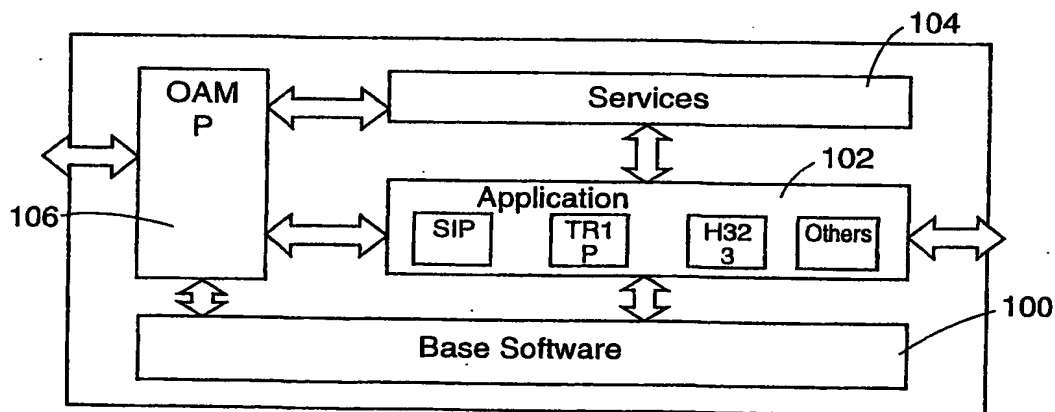 104
OAM
P
Services
102
Application
106
SIP
TR1
P
H32
3
Others
100
Base Software